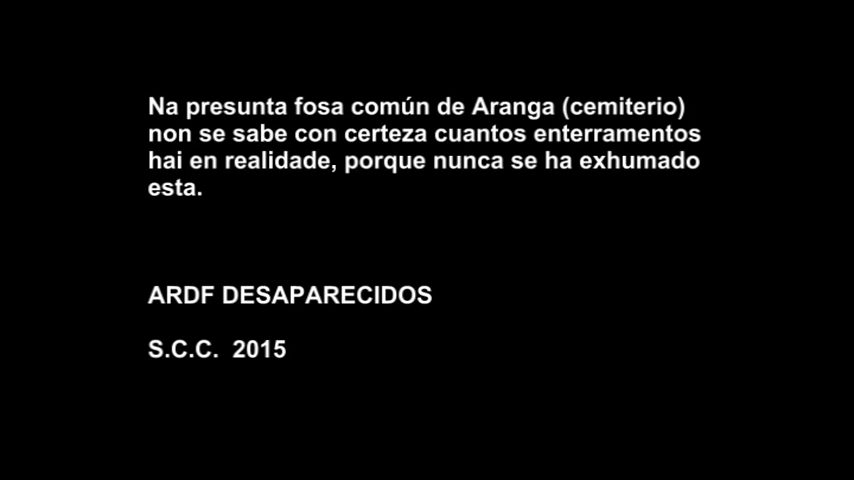 Na presunta fosa común de Aranga (cemiterio)
non se sabe con certeza cuantos enterramentos
hai en realidade, porque nunca se ha exhumado
esta.
ARDF DESAPARECIDOS
S.C.C. 2015